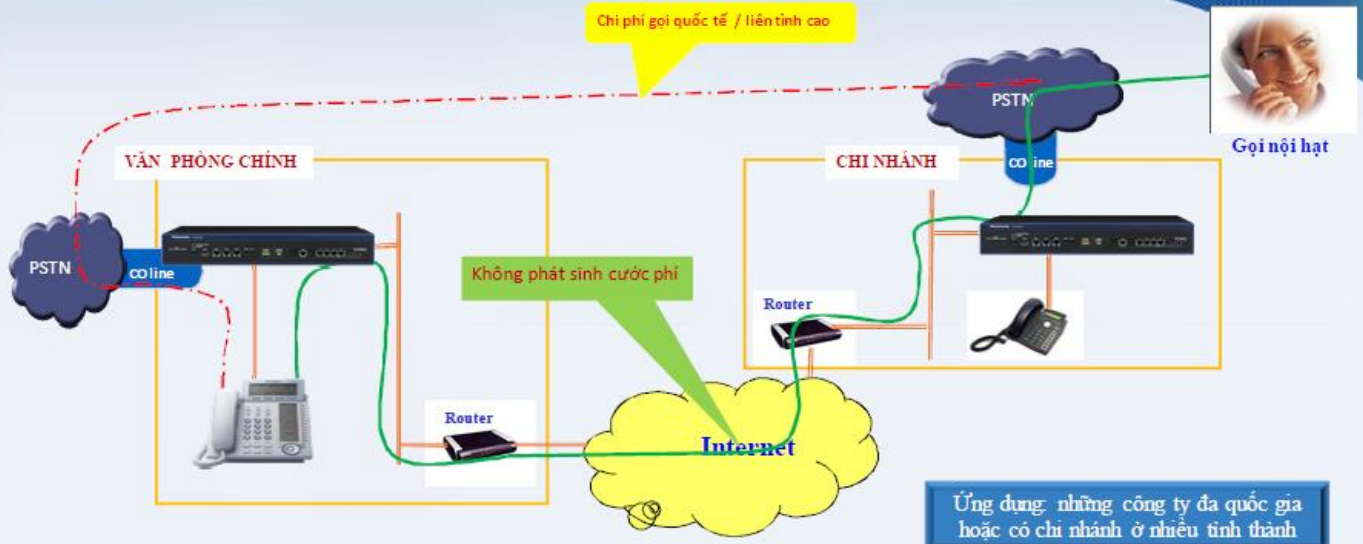 Chi phí gọi quốc tế / liên tỉnh cao
PSTN
Gọi nội hạt
VĂN PHÒNG CHÍNH
CHI NHÁNH
CO line
PSTN
CO line
Không phát sinh cước phí
Router
Router
Internet
Ứng dụng: những công ty đa quốc gia
hoặc có chi nhánh ở nhiều tỉnh thành